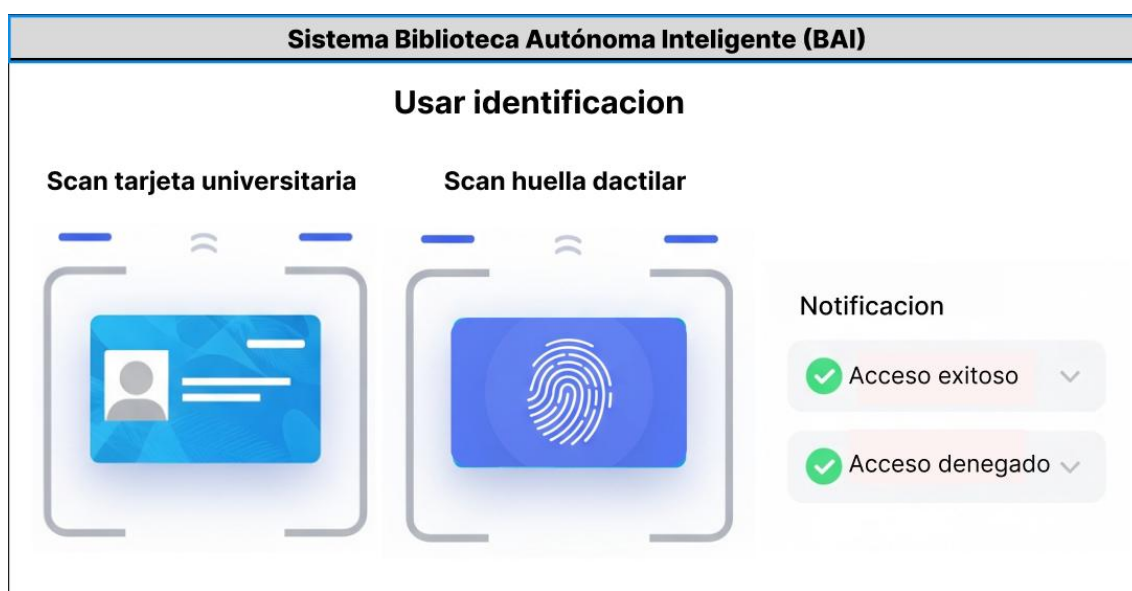 Sistema Biblioteca Autónoma Inteligente (BAI)
Usar identificacion
Scan tarjeta universitaria
Scan huella dactilar
Notificacion
Acceso exitoso
Acceso denegado